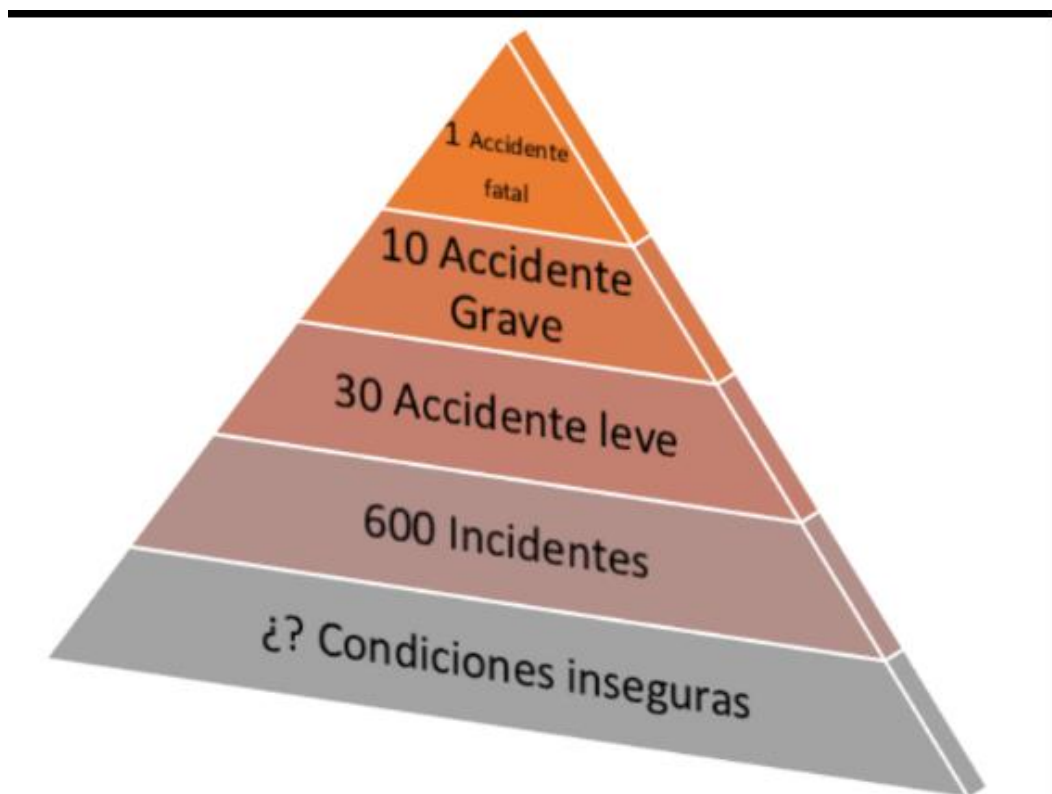 1 Accidente
fatal
10 Accidente
Grave
30 Accidente leve
600 Incidentes
¿? Condiciones inseguras